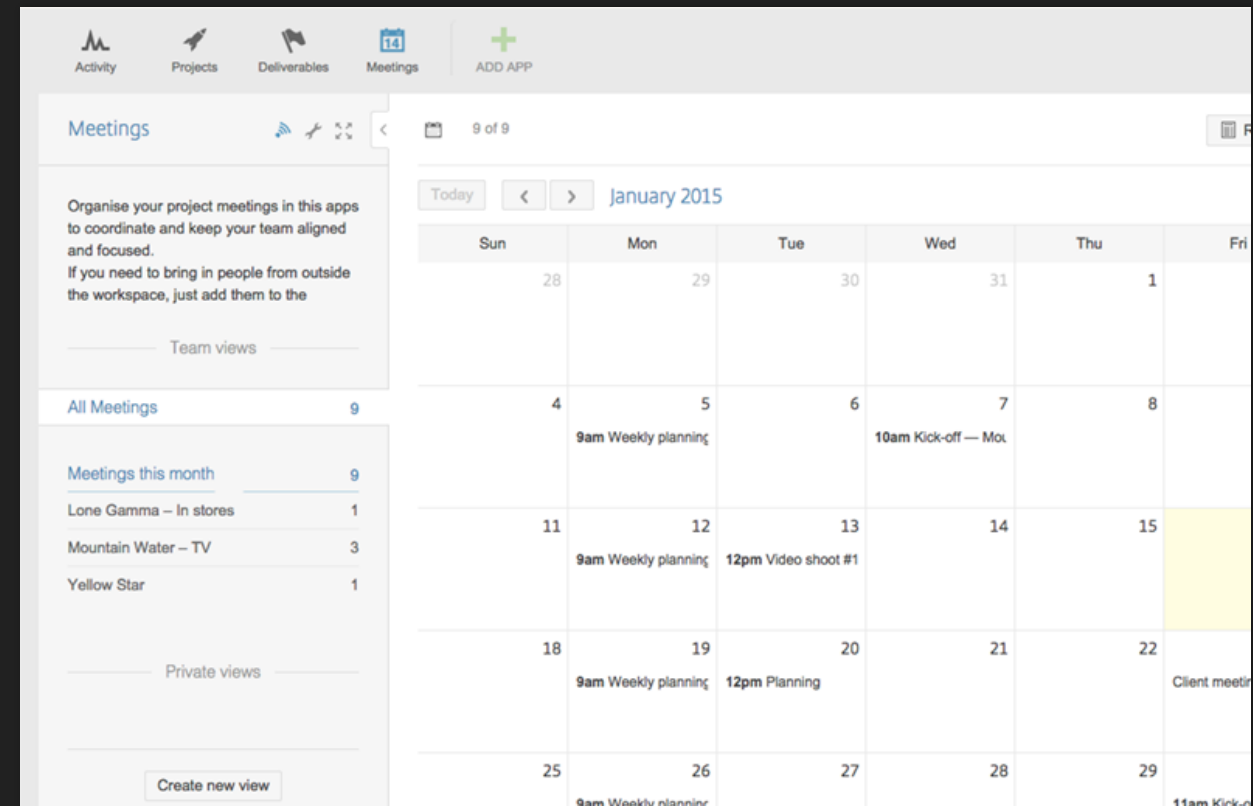 Activity Projects Deliverables 14 Meetings ADD APP
Meetings
9 of 9
Organise your project meetings in this apps
to coordinate and keep your team aligned
and focused.
If you need to bring in people from outside
the workspace, just add them to the
Team views
All Meetings 9
Meetings this month 9
Lone Gamma – In stores 1
Mountain Water – TV 3
Yellow Star 1
Private views
Create new view
Today January 2015
Sun Mon Tue Wed Thu Fri
28 29 30 31 1
4 5 6 7 8
9am Weekly planning 10am Kick-off —
11 12 13 14 15
9am Weekly planning 12pm Video shoot #1
18 19 20 21 22
9am Weekly planning 12pm Planning Client
25 26 27 28 29
9am Weekly planning 11am